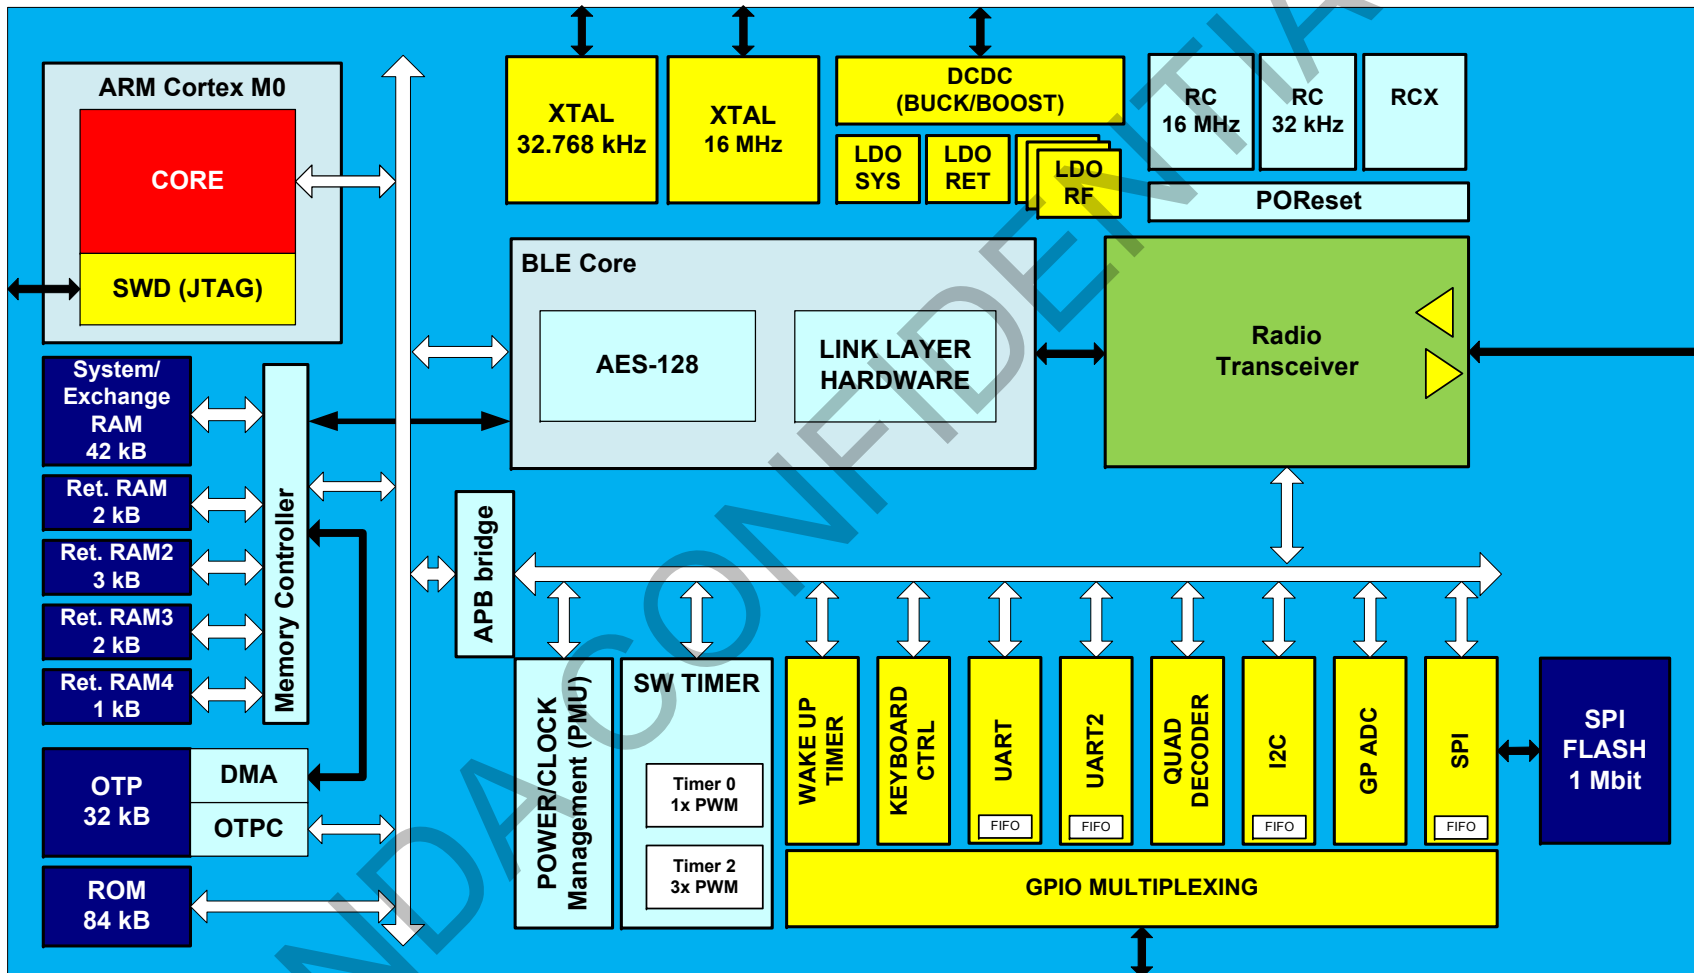 ARM Cortex M0
CORE
SWD (JTAG)
XTAL
32.768 kHz
XTAL
16 MHz
DCDC
(BUCK/BOOST)
LDO
SYS
LDO
RET
LDO
RF
RC
16 MHz
RC
32 kHz
RCX
POReset
BLE Core
AES-128
LINK LAYER
HARDWARE
Radio
Transceiver
System/
Exchange
RAM
42 kB
Ret. RAM
2 kB
Ret. RAM2
3 kB
Ret. RAM3
2 kB
Ret. RAM4
1 kB
Memory Controller
OTP
32 kB
DMA
OTPC
ROM
84 kB
APB bridge
POWER/CLOCK
Management (PMU)
SW TIMER
Timer 0
1x PWM
Timer 2
3x PWM
WAKE UP
TIMER
KEYBOARD
CTRL
UART
FIFO
UART2
FIFO
QUAD
DECODER
I2C
FIFO
GP ADC
SPI
FIFO
SPI
FLASH
1 Mbit
GPIO MULTIPLEXING
NDA CONFIDENTIA